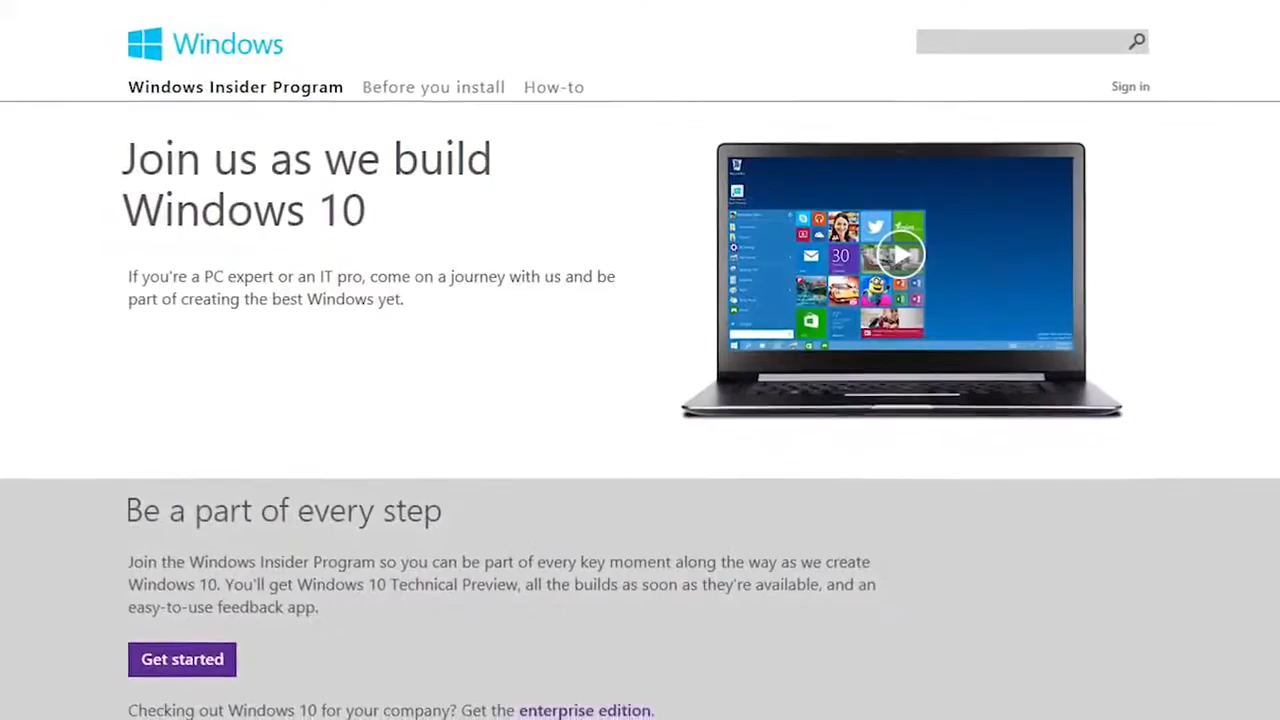 Windows
Windows Insider Program Before you install How-to
Sign in
Join us as we build
Windows 10
If you're a PC expert or an IT pro, come on a journey with us and be
part of creating the best Windows yet.
30
Be a part of every step
Join the Windows Insider Program so you can be part of every key moment along the way as we create
Windows 10. You'll get Windows 10 Technical Preview, all the builds as soon as they're available, and an
easy-to-use feedback app.
Get started
Checking out Windows 10 for your company? Get the enterprise edition.